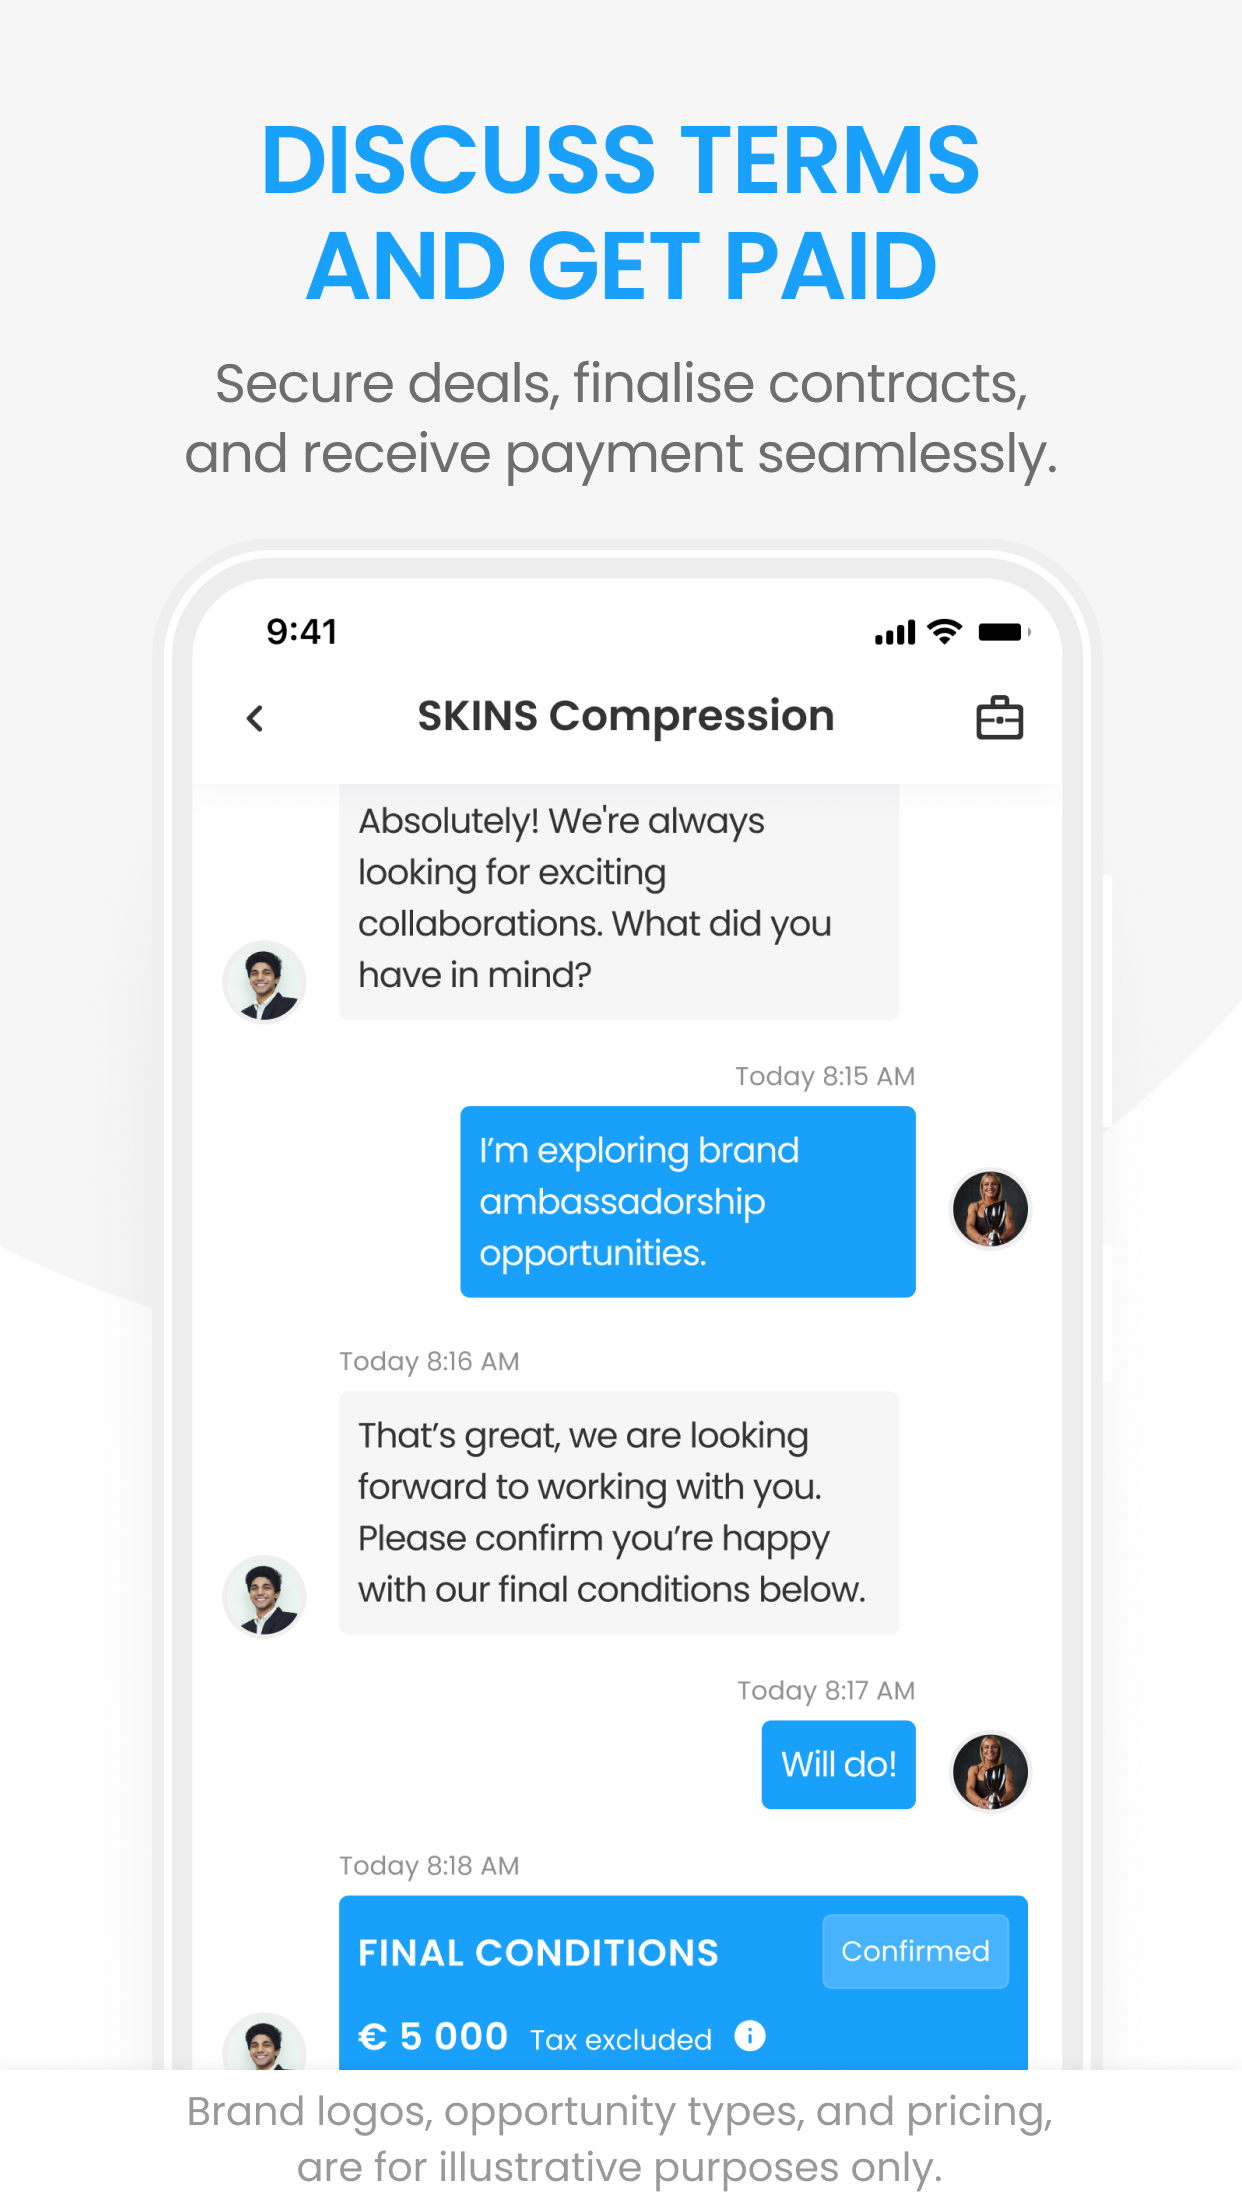 DISCUSS TERMS
AND GET PAID
Secure deals, finalise contracts,
and receive payment seamlessly.
9:41
SKINS Compression
Absolutely! We're always
looking for exciting
collaborations. What did you
have in mind?
Today 8:15 AM
I’m exploring brand
ambassadorship
opportunities.
Today 8:16 AM
That’s great, we are looking
forward to working with you.
Please confirm you’re happy
with our final conditions below.
Today 8:17 AM
Will do!
Today 8:18 AM
FINAL CONDITIONS Confirmed
€ 5 000 Tax excluded
Brand logos, opportunity types, and pricing,
are for illustrative purposes only.